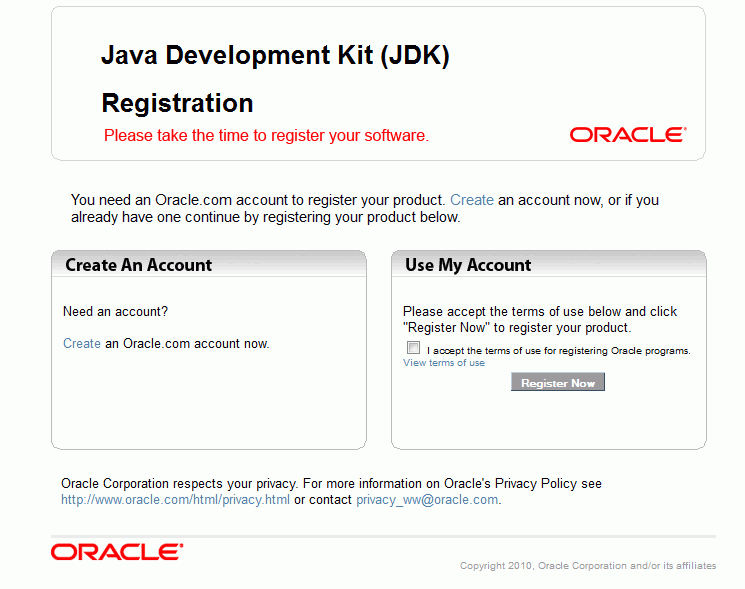 Java Development Kit (JDK)
Registration
Please take the time to register your software.
ORACLE
You need an Oracle.com account to register your product. Create an account now, or if you
already have one continue by registering your product below.
Create An Account
Need an account?
Create an Oracle.com account now.
Use My Account
Please accept the terms of use below and click
"Register Now" to register your product.
I accept the terms of use for registering Oracle programs.
View terms of use
Register Now
Oracle Corporation respects your privacy. For more information on Oracle's Privacy Policy see
http://www.oracle.com/html/privacy.html or contact privacy_ww@oracle.com.
ORACLE
Copyright 2010, Oracle Corporation and/or its affiliates